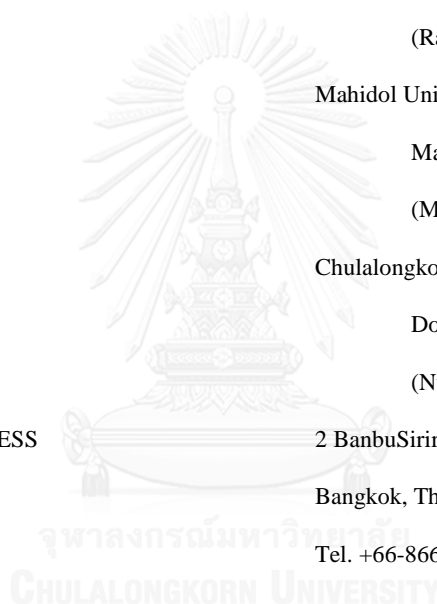 (Ra
Mahidol Uni
Ma
(M
Chulalongko
Do
(N
ESS
2 BanbuSirin
Bangkok, Th
Tel. +66-866
จุฬาลงกรณ์มหาวิทยาลัย
CHULALONGKORN UNIVERSITY